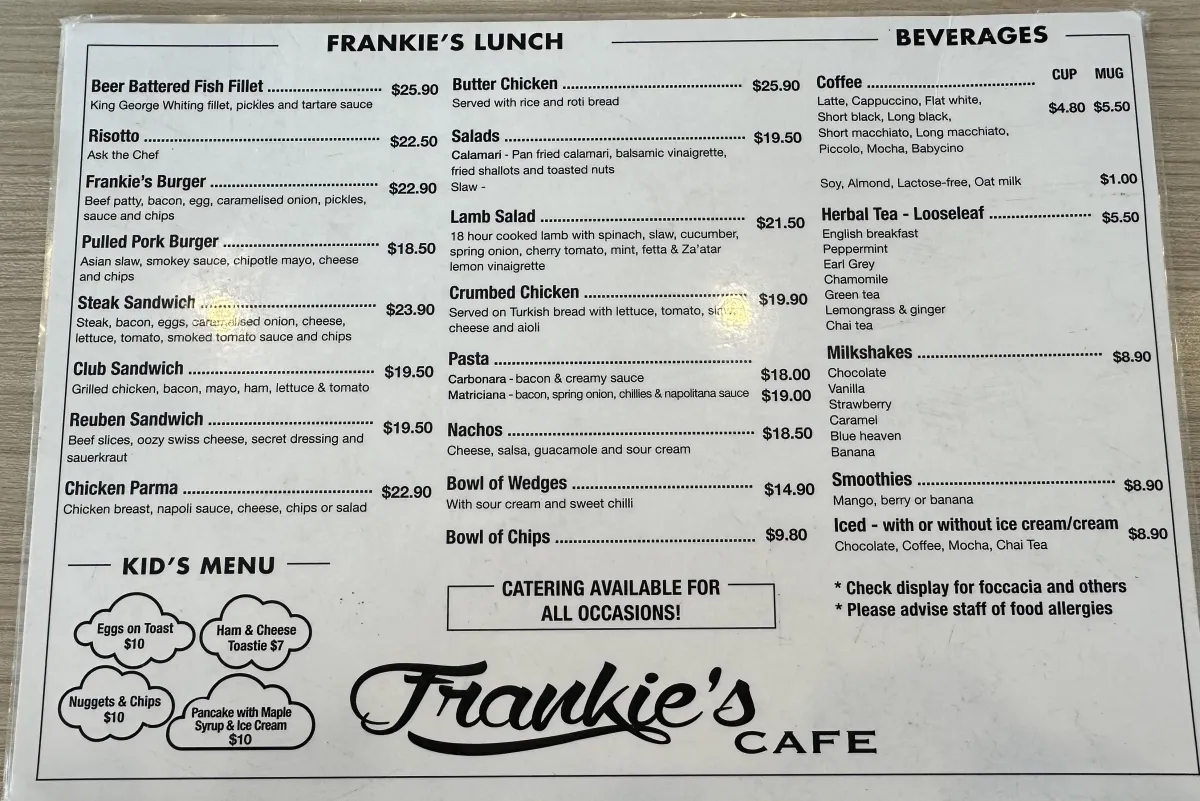 FRANKIE'S LUNCH
Beer Battered Fish Fillet ........ $25.90
King George Whiting fillet, pickles and tartare sauce
Risotto ........ $22.50
Ask the Chef
Frankie's Burger ........ $22.90
Beef patty, bacon, egg, caramelised onion, pickles,
sauce and chips
Pulled Pork Burger ........ $18.50
Asian slaw, smokey sauce, chipotle mayo, cheese
and chips
Steak Sandwich ........ $23.90
Steak, bacon, eggs, caramelised onion, cheese,
lettuce, tomato, smoked tomato sauce and chips
Club Sandwich ........ $19.50
Grilled chicken, bacon, mayo, ham, lettuce & tomato
Reuben Sandwich ........ $19.50
Beef slices, oozy swiss cheese, secret dressing and
sauerkraut
Chicken Parma ........ $22.90
Chicken breast, napoli sauce, cheese, chips or salad
Butter Chicken ........ $25.90
Served with rice and roti bread
Salads ........ $19.50
Calamari - Pan fried calamari, balsamic vinaigrette,
fried shallots and toasted nuts
Slaw -
Lamb Salad ........ $21.50
18 hour cooked lamb with spinach, slaw, cucumber,
spring onion, cherry tomato, mint, fetta & Za'atar
lemon vinaigrette
Crumbed Chicken ........ $19.90
Served on Turkish bread with lettuce, tomato,
cheese and aioli
Pasta ........
Carbonara - bacon & creamy sauce $18.00
Matriciana - bacon, spring onion, chillies & napolitana sauce $19.00
Nachos ........ $18.50
Cheese, salsa, guacamole and sour cream
Bowl of Wedges ........ $14.90
With sour cream and sweet chilli
Bowl of Chips ........ $9.80
BEVERAGES
CUP MUG
Coffee ........
Latte, Cappuccino, Flat white, $4.80 $5.50
Short black, Long black,
Short macchiato, Long macchiato,
Piccolo, Mocha, Babycino
Soy, Almond, Lactose-free, Oat milk $1.00
Herbal Tea - Looseleaf ........ $5.50
English breakfast
Peppermint
Earl Grey
Chamomile
Green tea
Lemongrass & ginger
Chai tea
Milkshakes ........ $8.90
Chocolate
Vanilla
Strawberry
Caramel
Blue heaven
Banana
Smoothies ........ $8.90
Mango, berry or banana
Iced - with or without ice cream/cream $8.90
Chocolate, Coffee, Mocha, Chai Tea
* Check display for foccacia and others
* Please advise staff of food allergies
KID'S MENU
Eggs on Toast
$10
Ham & Cheese
Toastie $7
Nuggets & Chips
$10
Pancake with Maple
Syrup & Ice Cream
$10
CATERING AVAILABLE FOR
ALL OCCASIONS!
Frankie's
CAFE